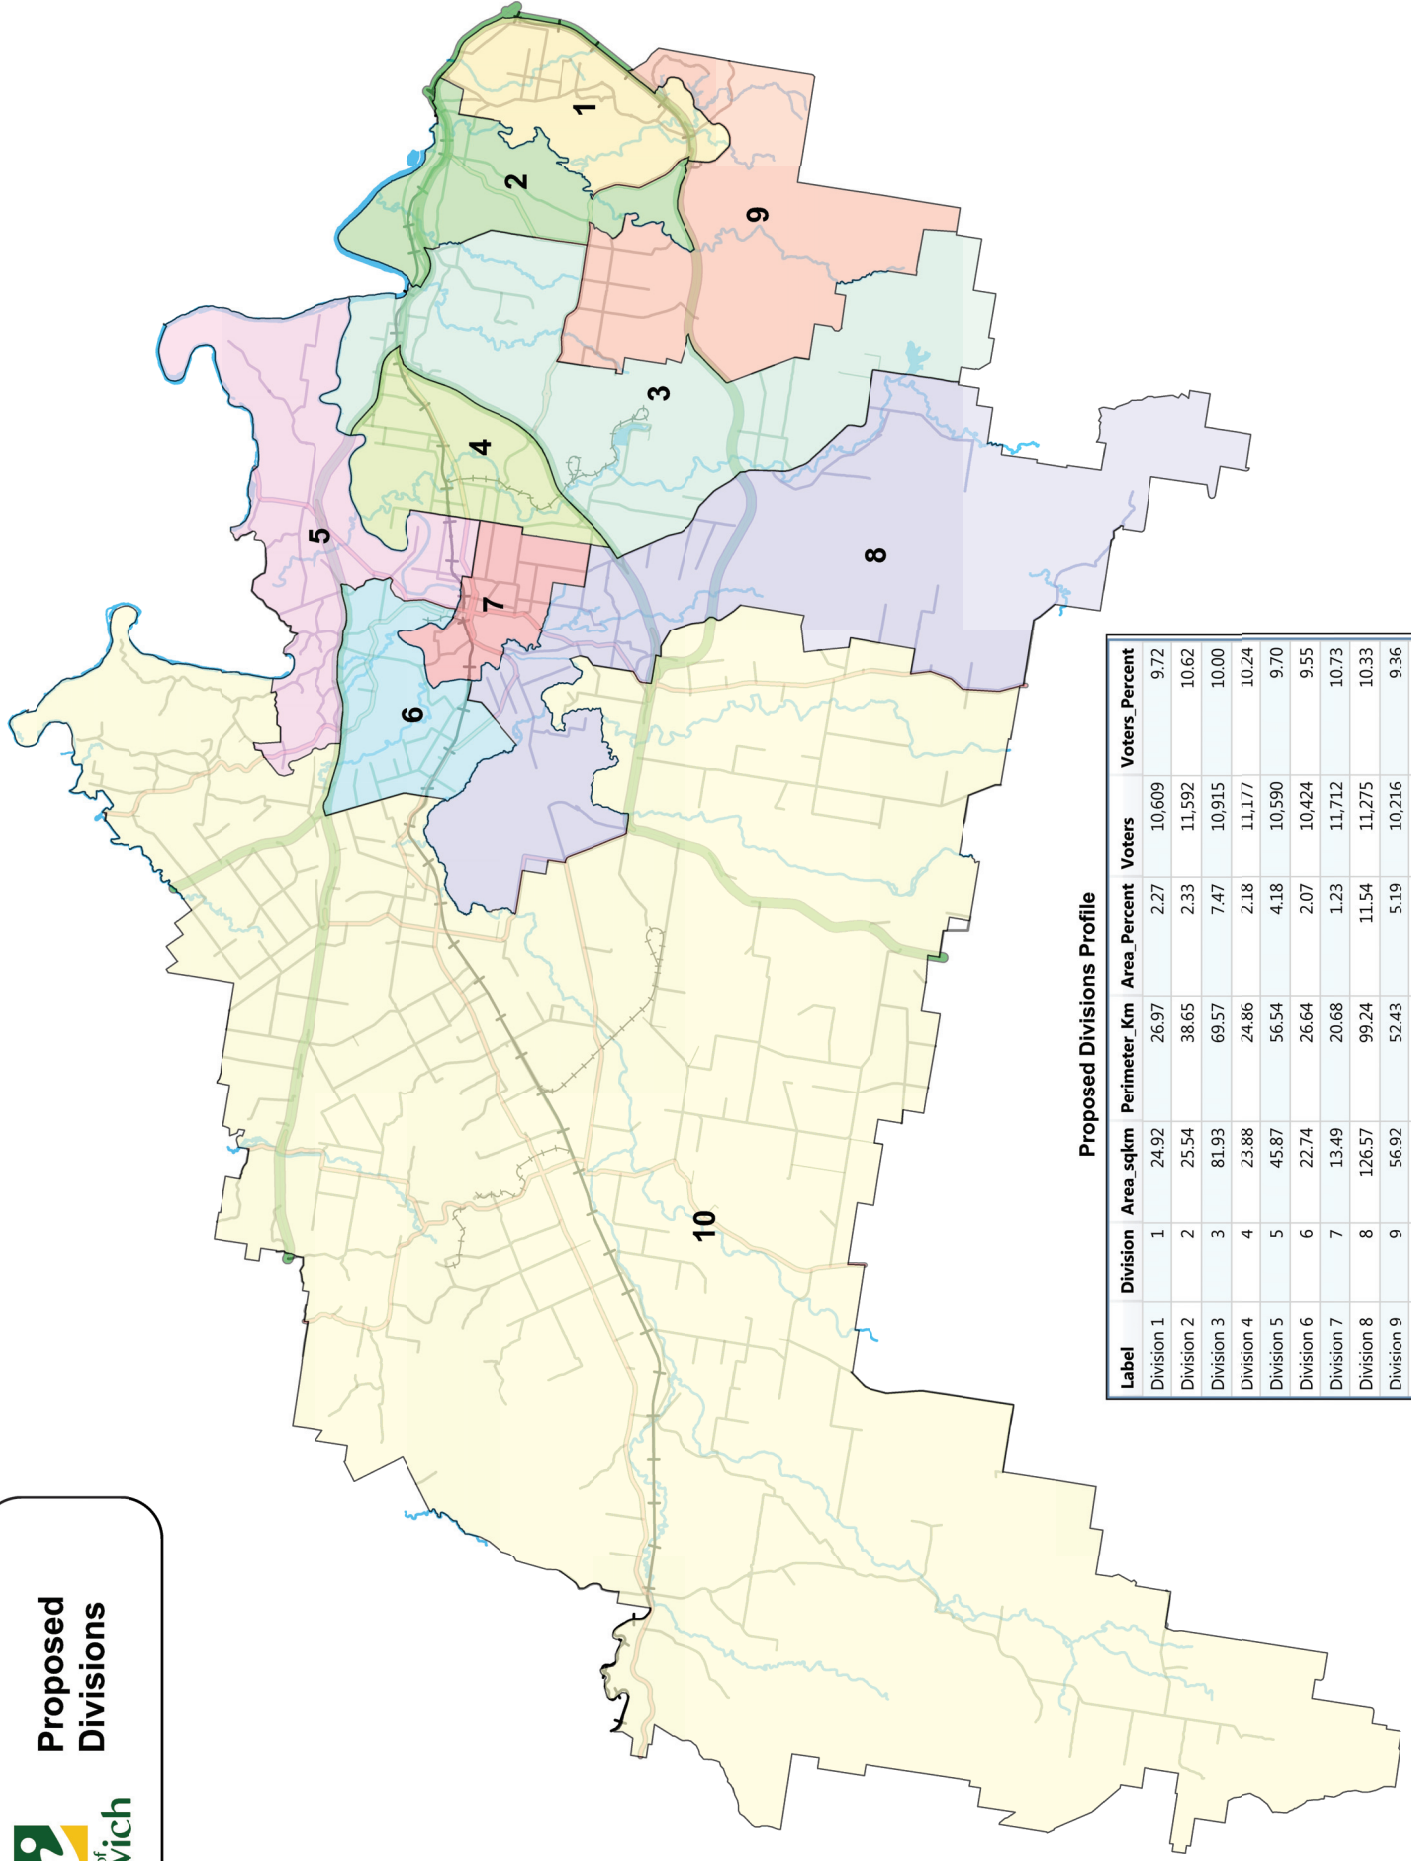 Proposed
Divisions
of
wich
1
2
3
4
5
6
7
8
9
10
Proposed Divisions Profile
Label Division Area_sqkm Perimeter_Km Area_Percent Voters Voters_Percent
Division 1 1 24.92 26.97 2.27 10,609 9.72
Division 2 2 25.54 38.65 2.33 11,592 10.62
Division 3 3 81.93 69.57 7.47 10,915 10.00
Division 4 4 23.88 24.86 2.18 11,177 10.24
Division 5 5 45.87 56.54 4.18 10,590 9.70
Division 6 6 22.74 26.64 2.07 10,424 9.55
Division 7 7 13.49 20.68 1.23 11,712 10.73
Division 8 8 126.57 99.24 11.54 11,275 10.33
Division 9 9 56.92 52.43 5.19 10,216 9.36